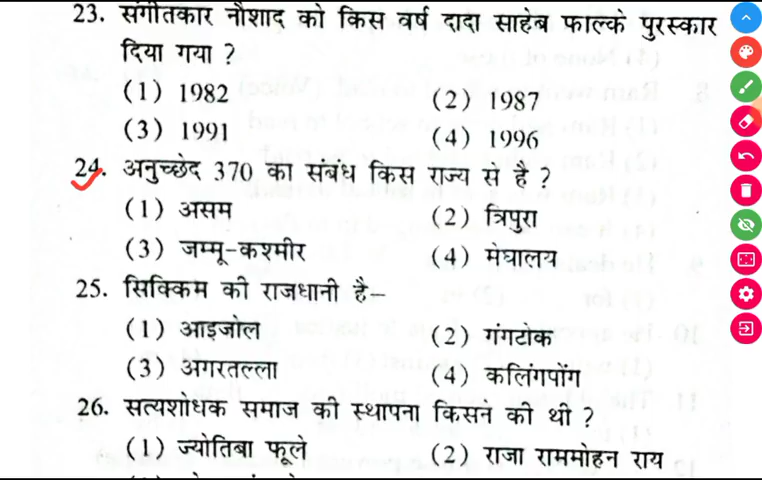 23. संगीतकार नौशाद को किस वर्ष दादा साहेब फाल्के पुरस्कार
दिया गया ?
(1) 1982 (2) 1987
(3) 1991 (4) 1996
24. अनुच्छेद 370 का संबंध किस राज्य से है ?
(1) असम (2) त्रिपुरा
(3) जम्मू-कश्मीर (4) मेघालय
25. सिक्किम की राजधानी है–
(1) आइजोल (2) गंगटोक
(3) अगरतल्ला (4) कलिंगपोंग
26. सत्यशोधक समाज की स्थापना किसने की थी ?
(1) ज्योतिबा फूले (2) राजा राममोहन राय